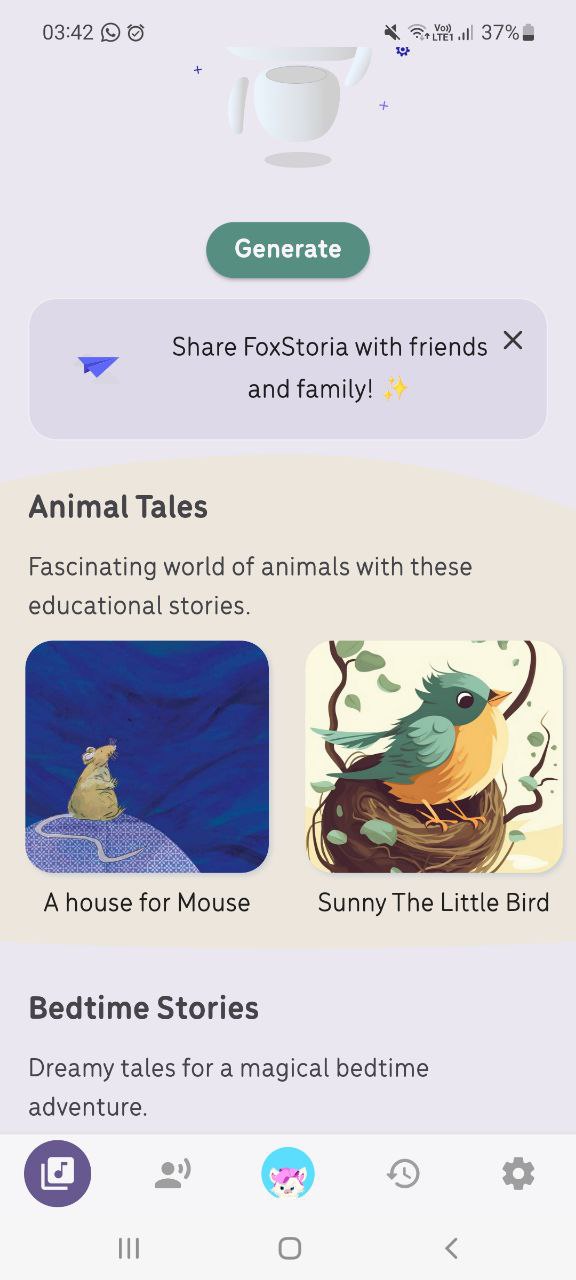 03:42
Vo))
LTE1
37%
Generate
Share FoxStoria with friends
and family! ✨
Animal Tales
Fascinating world of animals with these
educational stories.
A house for Mouse
Sunny The Little Bird
Bedtime Stories
Dreamy tales for a magical bedtime
adventure.